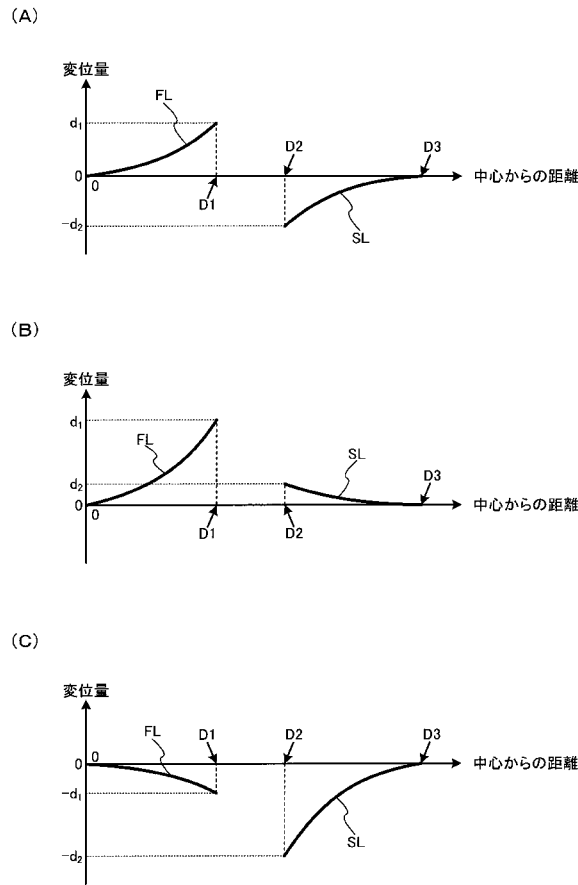 (A)
変位量
FL
d₁
D2
D3
0
中心からの距離
0
D1
-d₂
SL
(B)
変位量
d₁
FL
SL
d₂
D3
0
中心からの距離
0
D1
D2
(C)
変位量
FL
D1
D2
D3
0
0
中心からの距離
-d₁
SL
-d₂